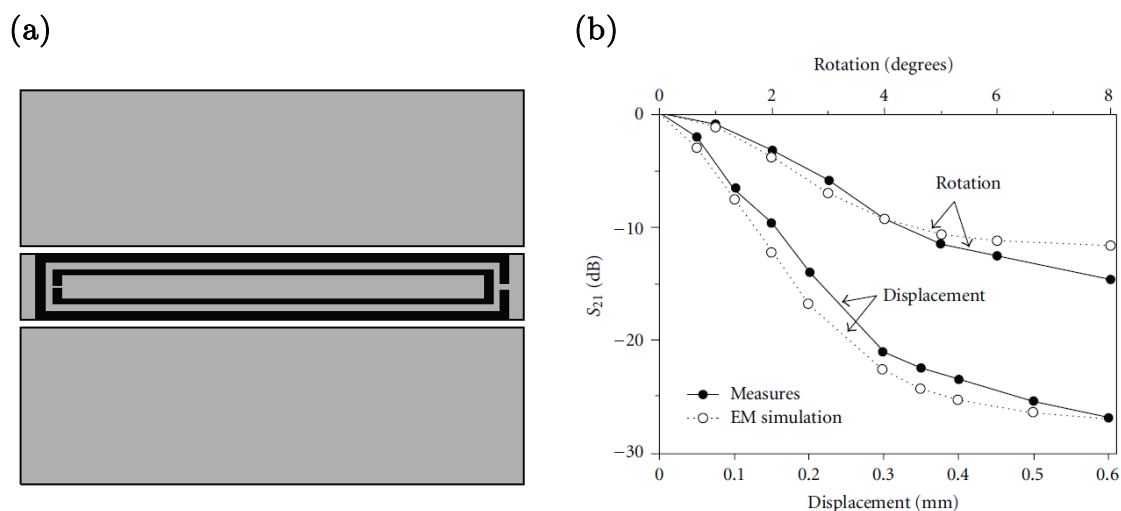 (a)
(b)
Rotation (degrees)
0 2 4 6 8
0
−10
−20
−30
S21 (dB)
Rotation
Displacement
Measures
EM simulation
0 0.1 0.2 0.3 0.4 0.5 0.6
Displacement (mm)